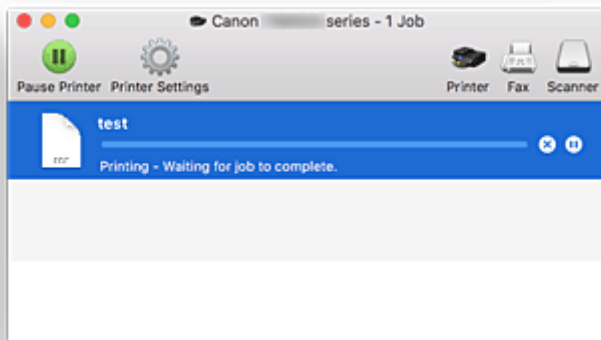 Canon series - 1 Job
Pause Printer Printer Settings Printer Fax Scanner
test
Printing - Waiting for job to complete.